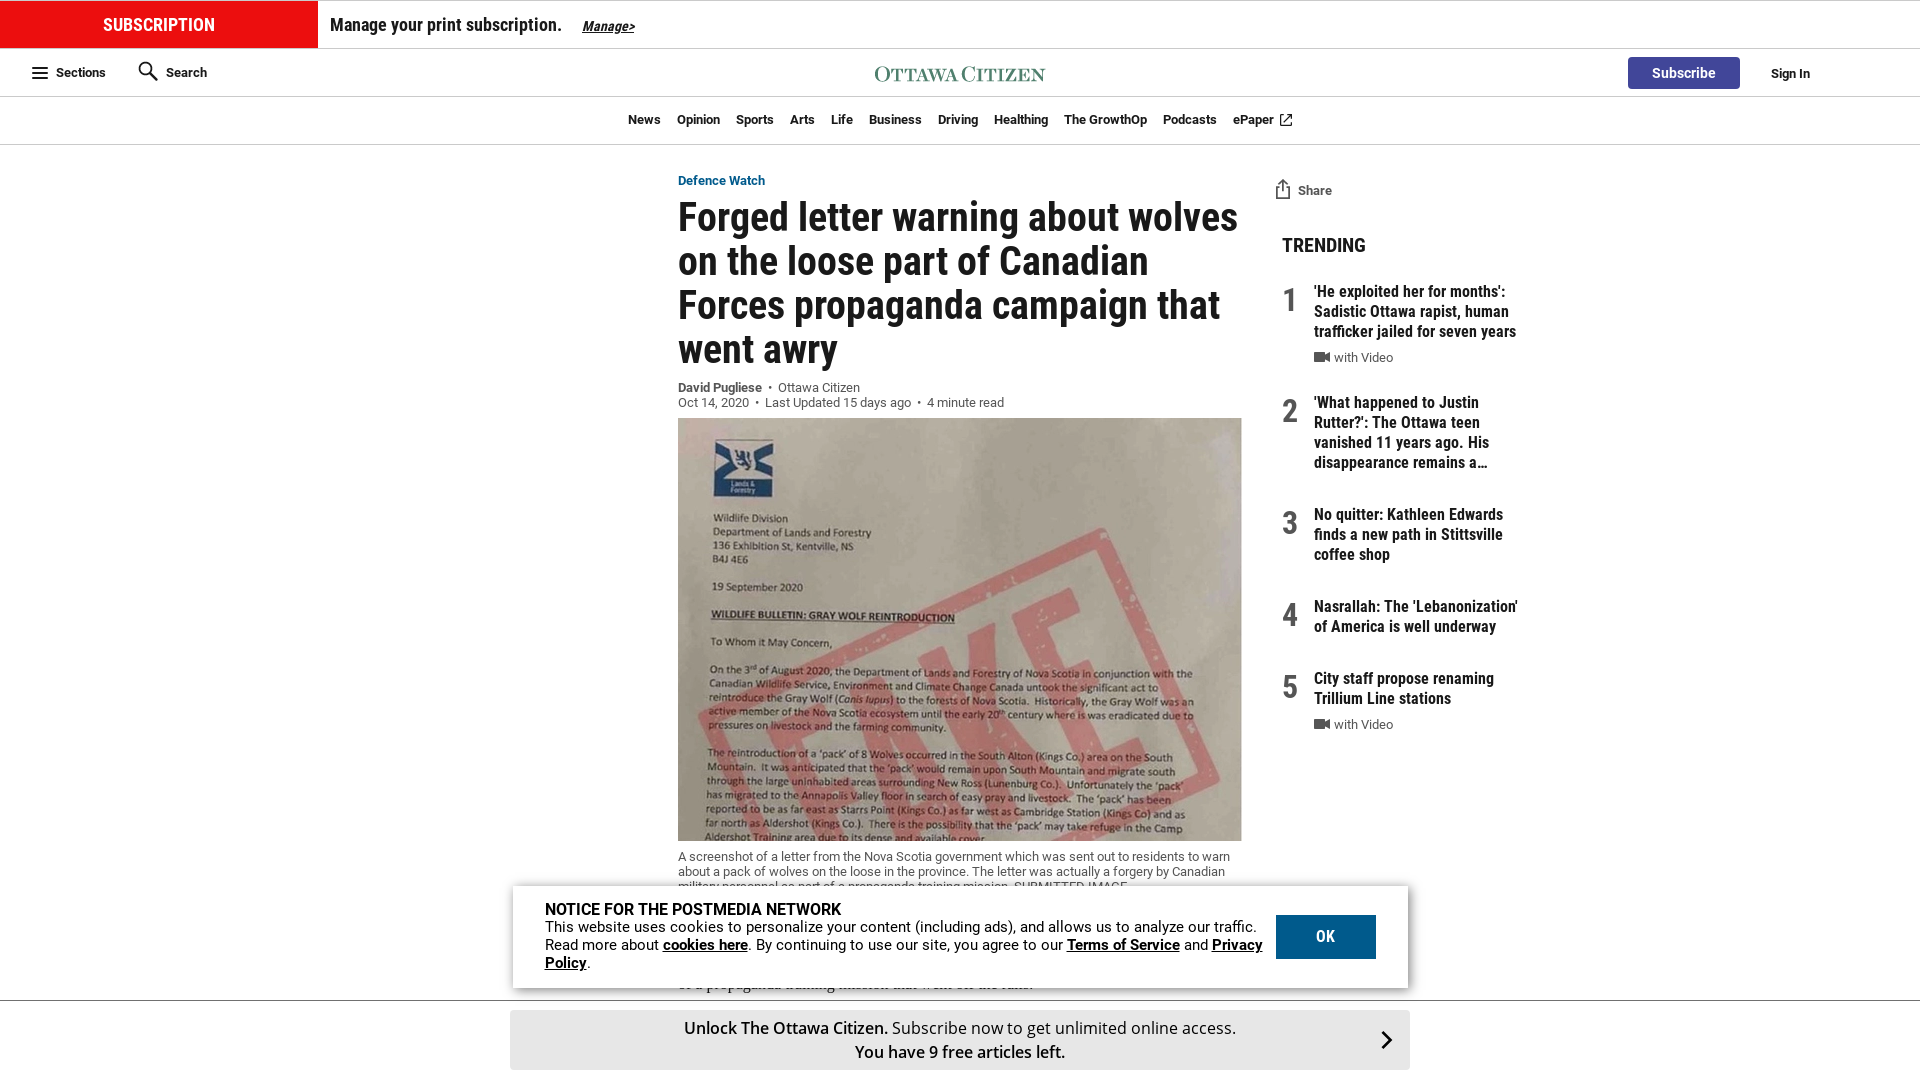 SUBSCRIPTION
Manage your print subscription. Manage>
Sections
Search
OTTAWA CITIZEN
Subscribe
Sign In
News Opinion Sports Arts Life Business Driving Healthing The GrowthOp Podcasts ePaper
Defence Watch
Forged letter warning about wolves
on the loose part of Canadian
Forces propaganda campaign that
went awry
David Pugliese • Ottawa Citizen
Oct 14, 2020 • Last Updated 15 days ago • 4 minute read
Lands &
Forestry
Wildlife Division
Department of Lands and Forestry
136 Exhibition St, Kentville, NS
B4J 4E6
19 September 2020
WILDLIFE BULLETIN: GRAY WOLF REINTRODUCTION
To Whom it May Concern,
On the 3rd of August 2020, the Department of Lands and Forestry of Nova Scotia in conjunction with the
Canadian Wildlife Service, Environment and Climate Change Canada untook the significant act to
reintroduce the Gray Wolf (Canis lupus) to the forests of Nova Scotia. Historically, the Gray Wolf was an
active member of the Nova Scotia ecosystem until the early 20th century where is was eradicated due to
pressures on livestock and the farming community.
The reintroduction of a 'pack' of 8 Wolves occurred in the South Alton (Kings Co.) area on the South
Mountain. It was anticipated that the 'pack' would remain upon South Mountain and migrate south
through the large uninhabited areas surrounding New Ross (Lunenburg Co.). Unfortunately the 'pack'
has migrated to the Annapolis Valley floor in search of easy pray and livestock. The 'pack' has been
reported to be as far east as Starrs Point (Kings Co.) as far west as Cambridge Station (Kings Co) and as
far north as Aldershot (Kings Co.). There is the possibility that the 'pack' may take refuge in the Camp
Aldershot Training area due to its dense and available cover.
FAKE
A screenshot of a letter from the Nova Scotia government which was sent out to residents to warn
about a pack of wolves on the loose in the province. The letter was actually a forgery by Canadian
military personnel as part of a propaganda training mission. SUBMITTED IMAGE
Share
TRENDING
1
'He exploited her for months':
Sadistic Ottawa rapist, human
trafficker jailed for seven years
with Video
2
'What happened to Justin
Rutter?': The Ottawa teen
vanished 11 years ago. His
disappearance remains a...
3
No quitter: Kathleen Edwards
finds a new path in Stittsville
coffee shop
4
Nasrallah: The 'Lebanonization'
of America is well underway
5
City staff propose renaming
Trillium Line stations
with Video
NOTICE FOR THE POSTMEDIA NETWORK
This website uses cookies to personalize your content (including ads), and allows us to analyze our traffic.
Read more about cookies here. By continuing to use our site, you agree to our Terms of Service and Privacy
Policy.
OK
of a propaganda training mission that went off the rails.
Unlock The Ottawa Citizen. Subscribe now to get unlimited online access.
You have 9 free articles left.